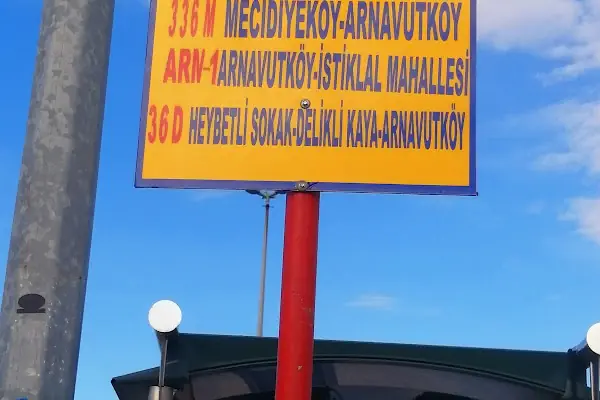 336 M MECİDİYEKÖY-ARNAVUTKÖY
ARN-1 ARNAVUTKÖY-İSTİKLAL MAHALLESİ
36 D HEYBETLİ SOKAK-DELİKLİ KAYA-ARNAVUTKÖY